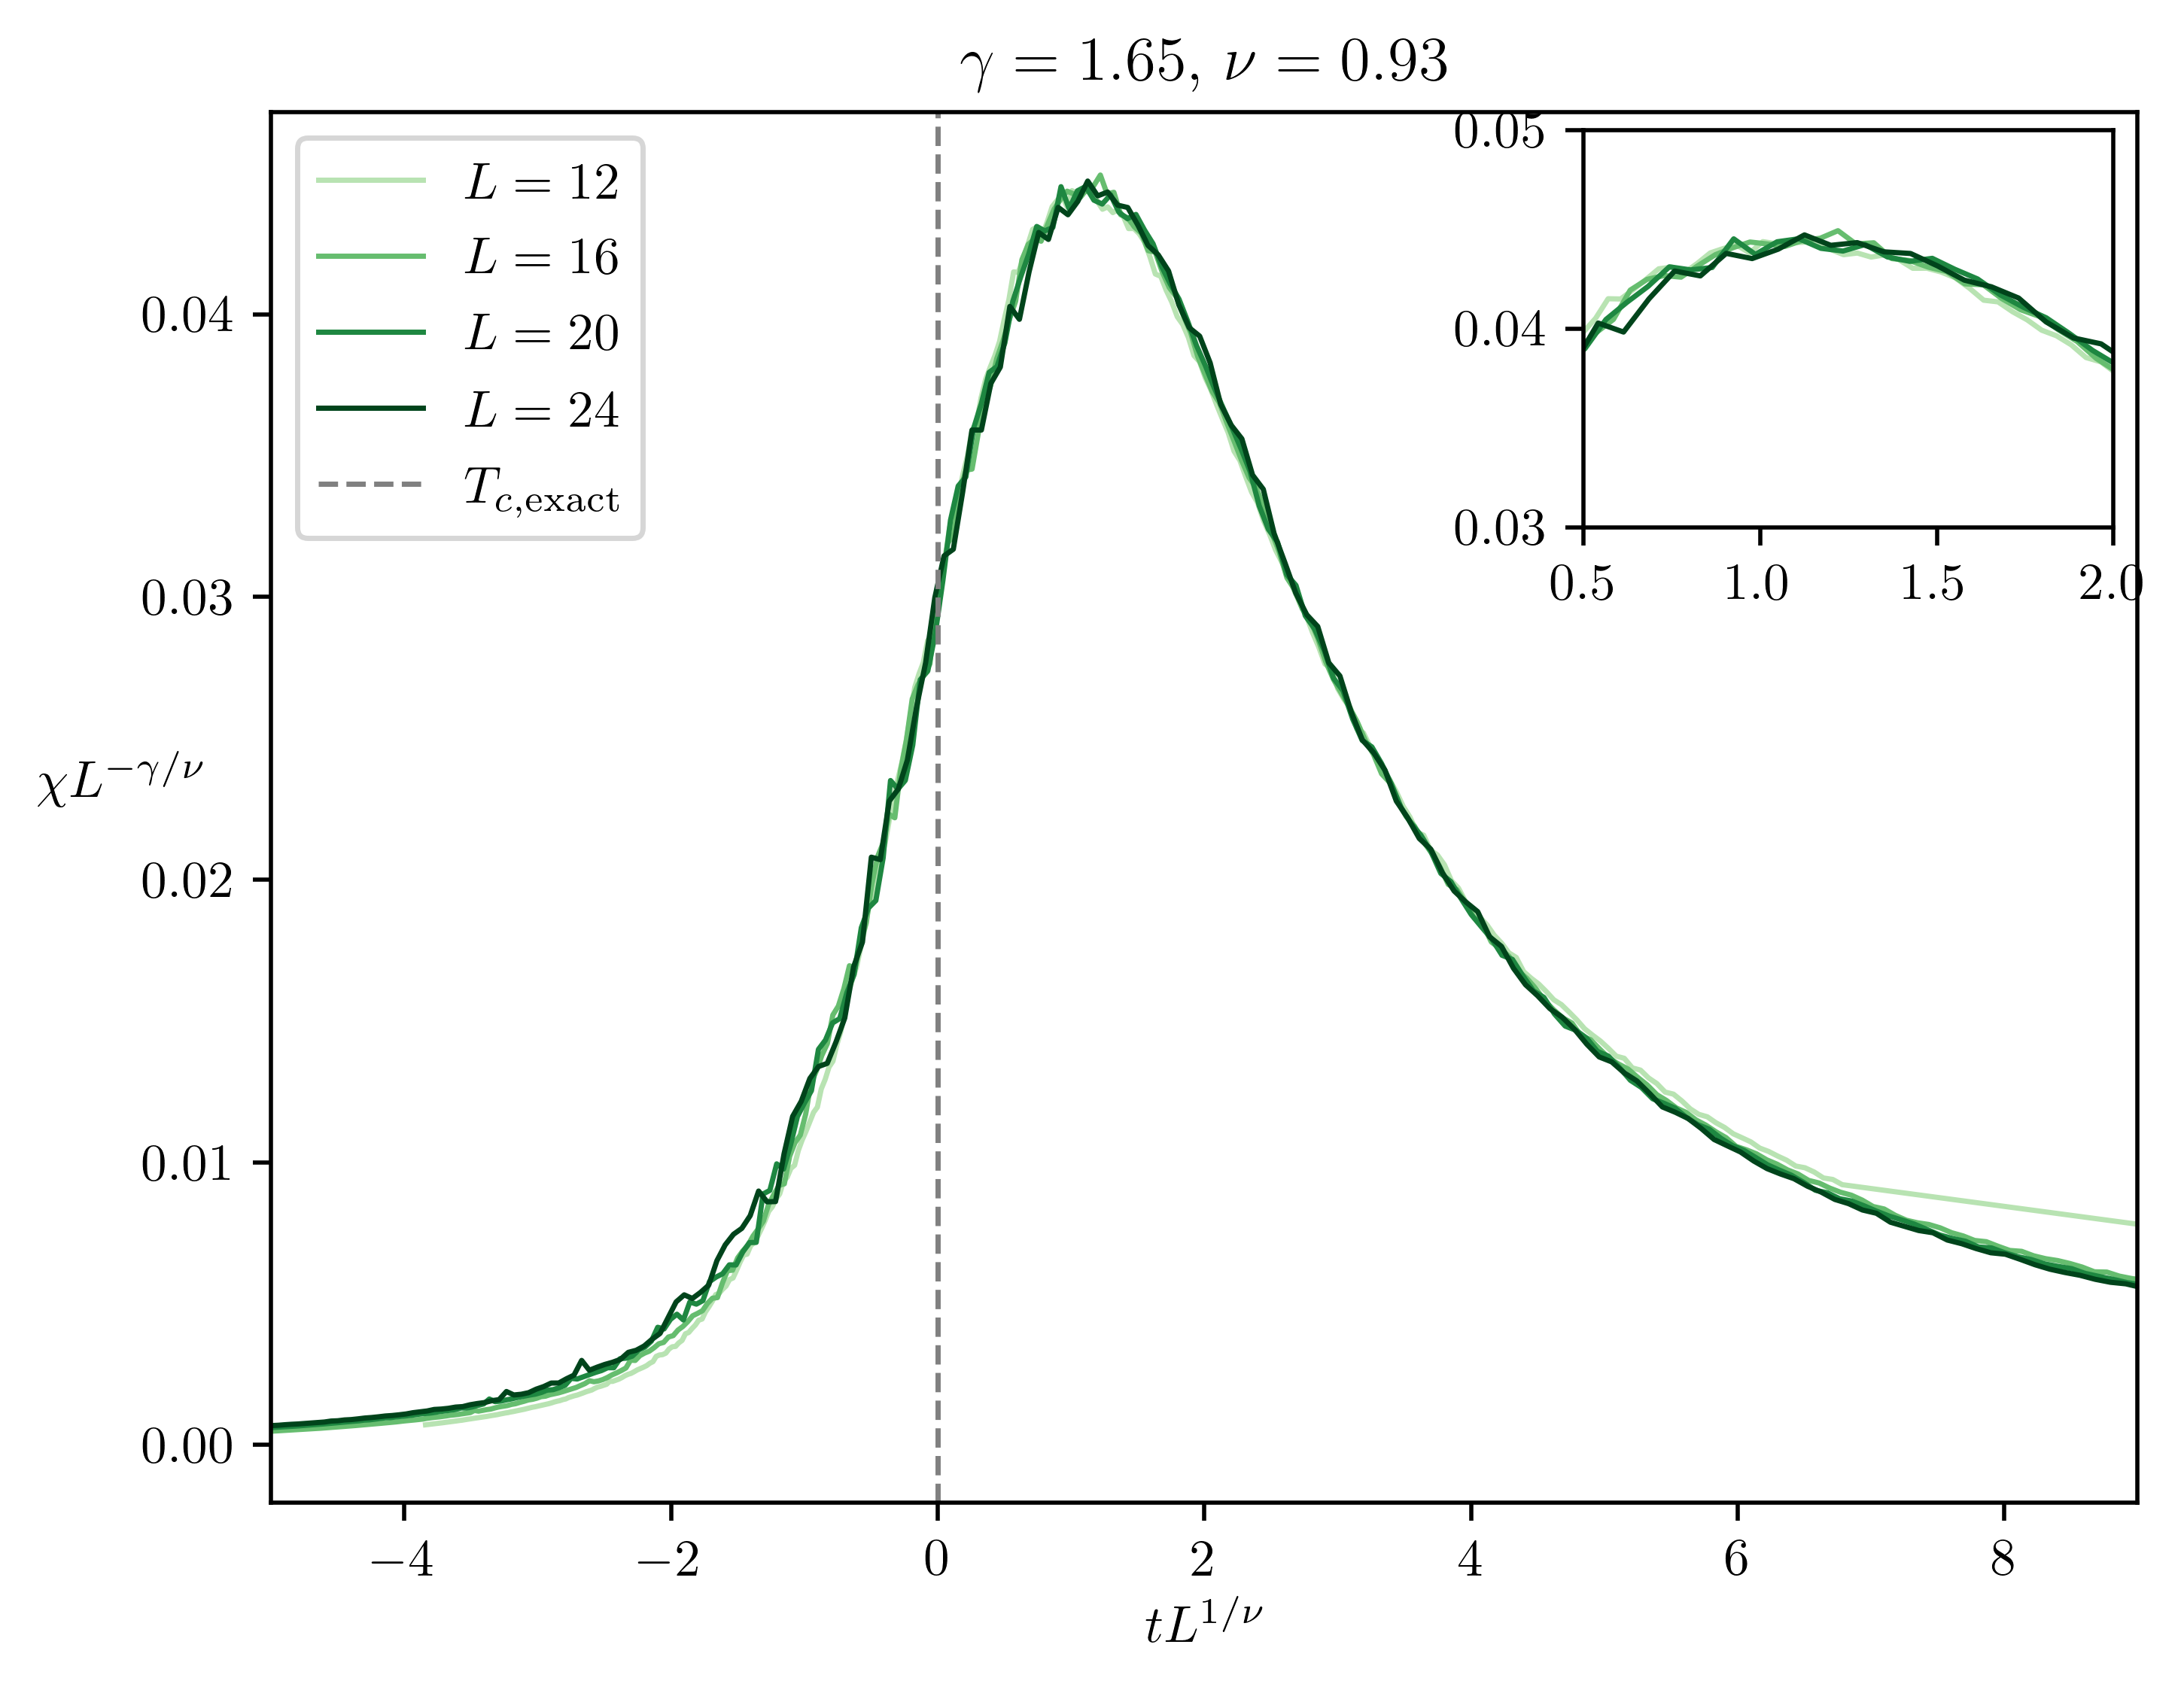 γ = 1.65, ν = 0.93
L = 12
L = 16
L = 20
L = 24
T_{c,exact}
0.05
0.04
0.03
0.5 1.0 1.5 2.0
0.04
0.03
0.02
0.01
0.00
χL^{−γ/ν}
−4 −2 0 2 4 6 8
tL^{1/ν}